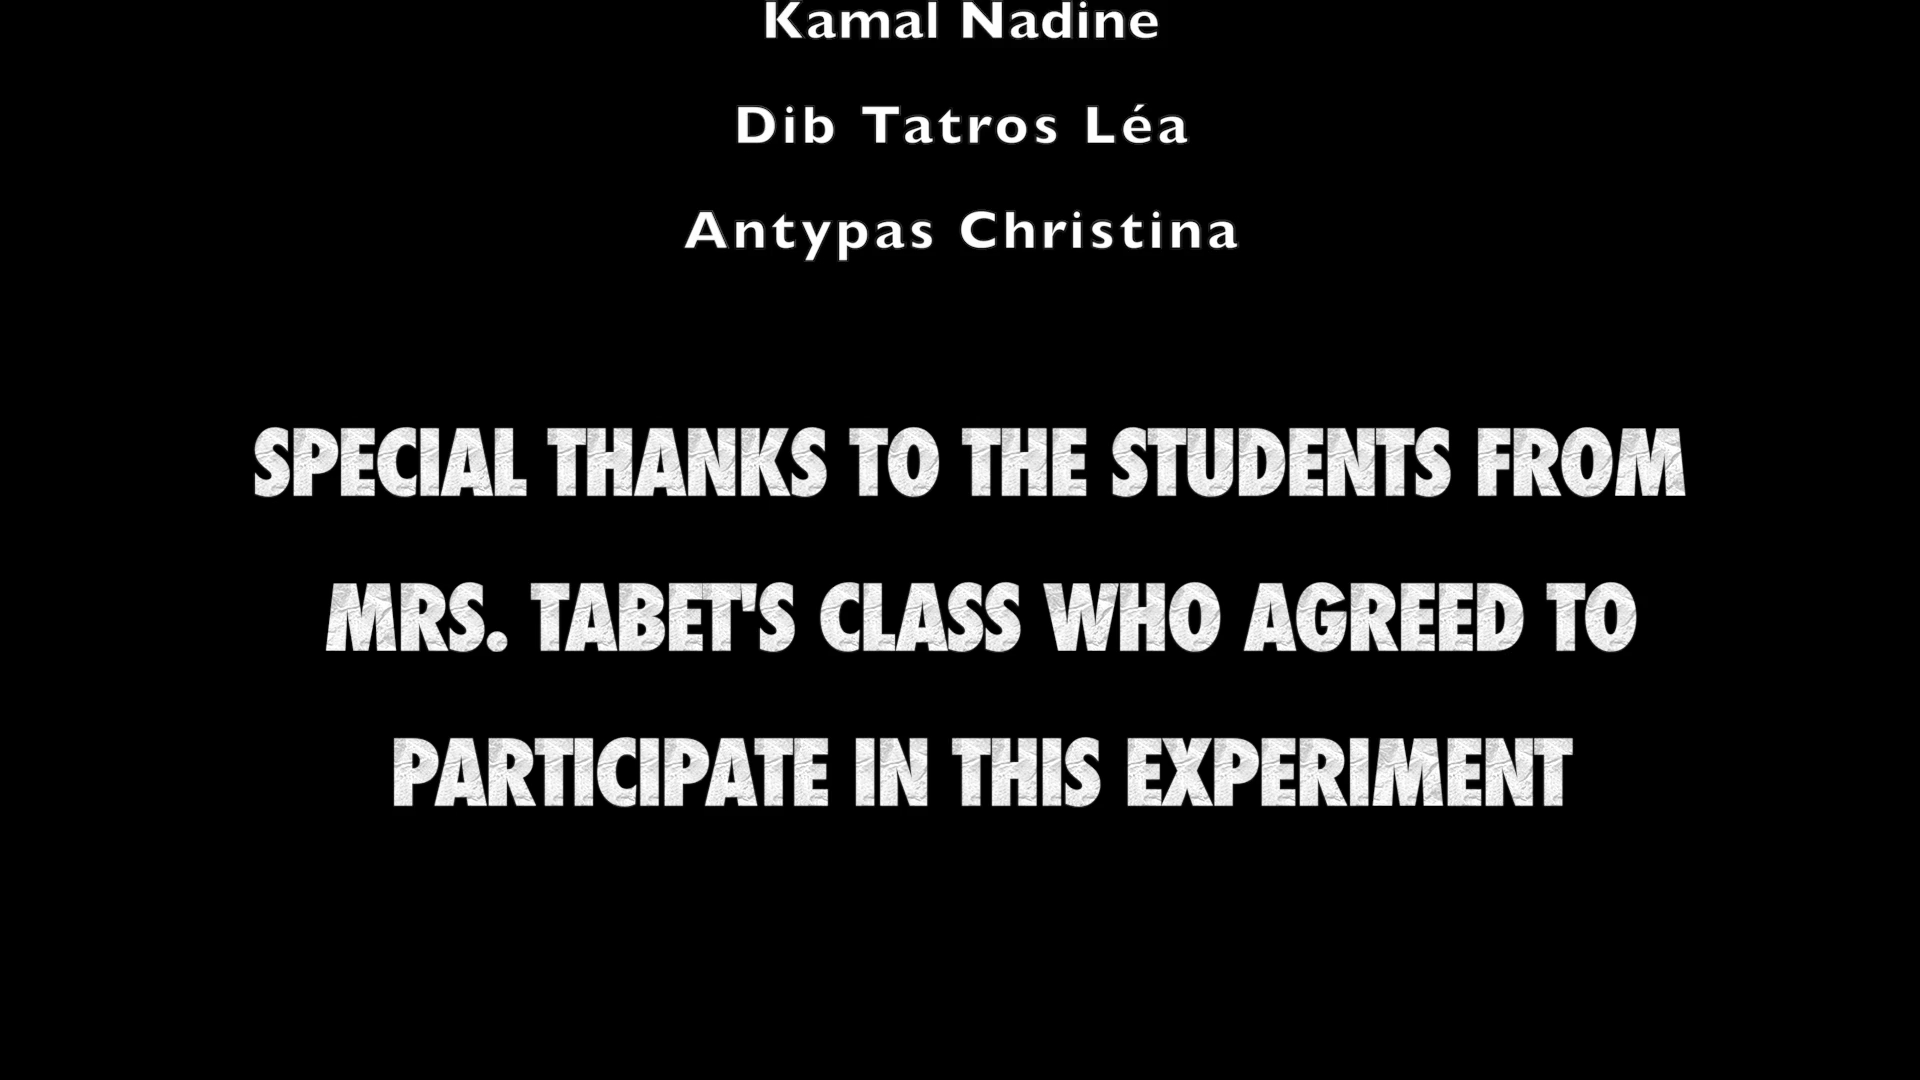 Kamal Nadine
Dib Tatros Léa
Antypas Christina
SPECIAL THANKS TO THE STUDENTS FROM
MRS. TABET'S CLASS WHO AGREED TO
PARTICIPATE IN THIS EXPERIMENT